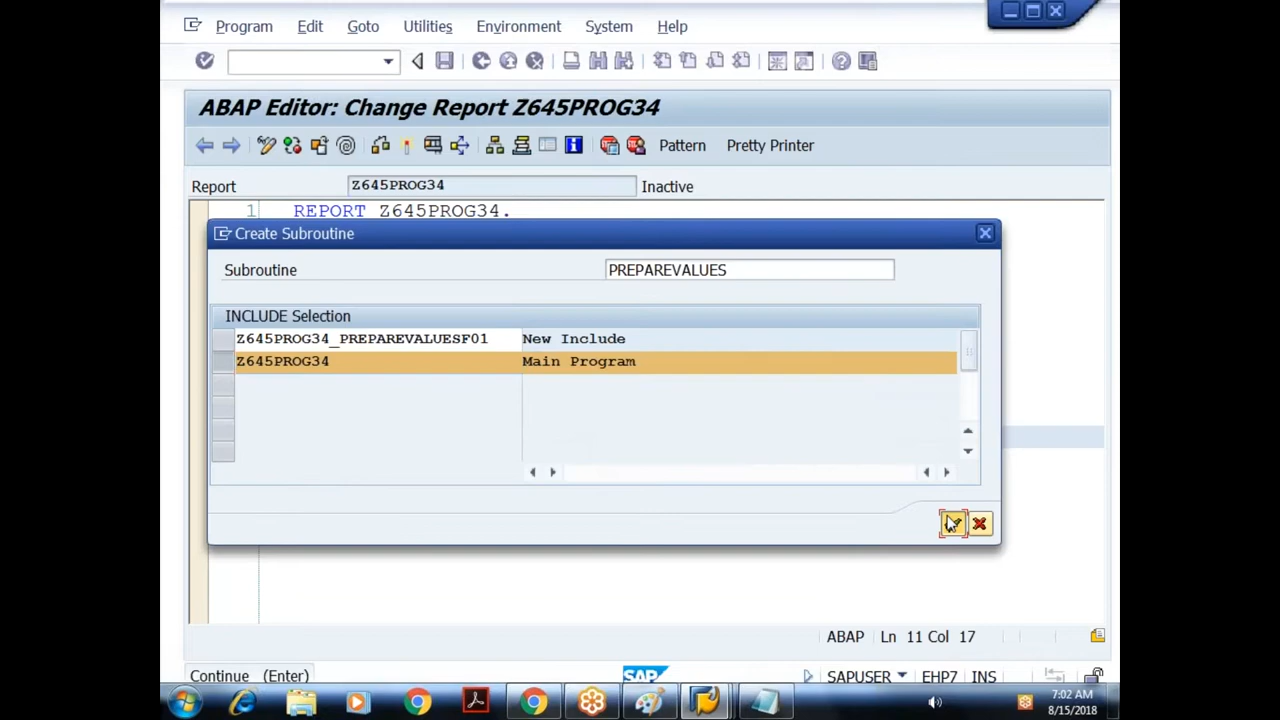 Program Edit Goto Utilities Environment System Help
ABAP Editor: Change Report Z645PROG34
Pattern Pretty Printer
Report Z645PROG34 Inactive
1 REPORT Z645PROG34.
Create Subroutine
Subroutine PREPAREVALUES
INCLUDE Selection
Z645PROG34_PREPAREVALUESF01 New Include
Z645PROG34 Main Program
ABAP Ln 11 Col 17
Continue (Enter) SAP SAPUSER EHP7 INS
7:02 AM
8/15/2018